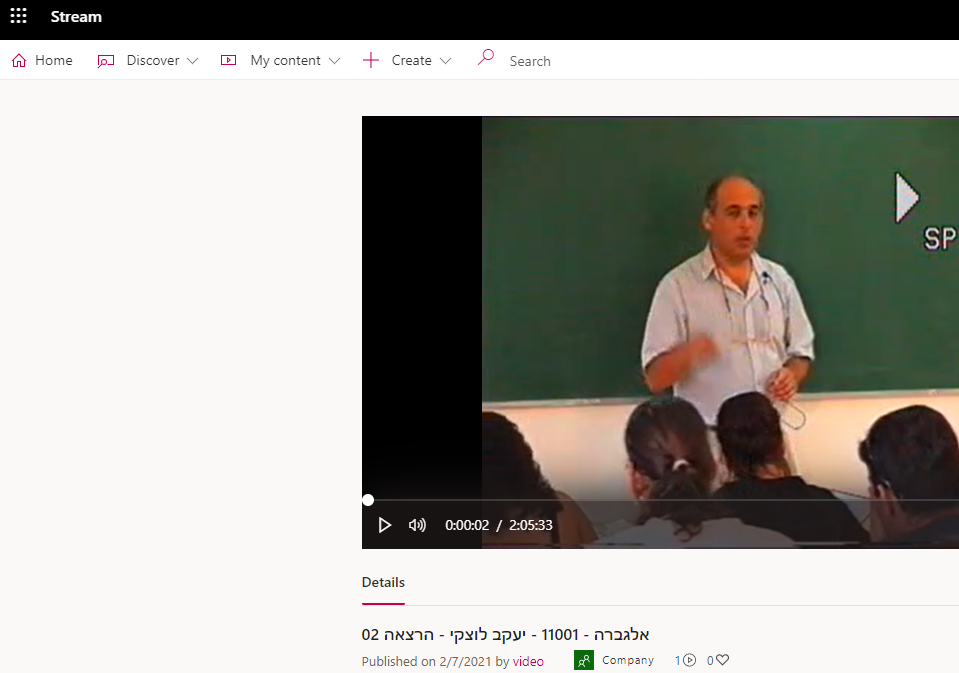 Stream
Home Discover My content Create Search
SP
0:00:02 / 2:05:33
Details
אלגברה - 11001 - יעקב לוצקי - הרצאה 02
Published on 2/7/2021 by video Company 1 0